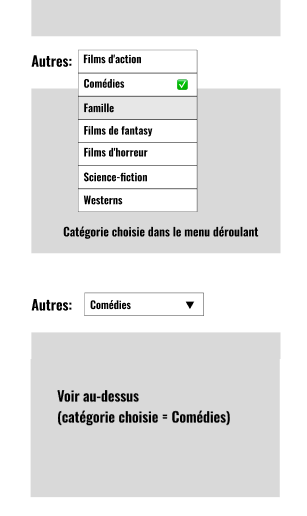 Autres: Films d'action
Comédies ✅
Famille
Films de fantasy
Films d'horreur
Science-fiction
Westerns
Catégorie choisie dans le menu déroulant
Autres: Comédies ▼
Voir au-dessus
(catégorie choisie = Comédies)